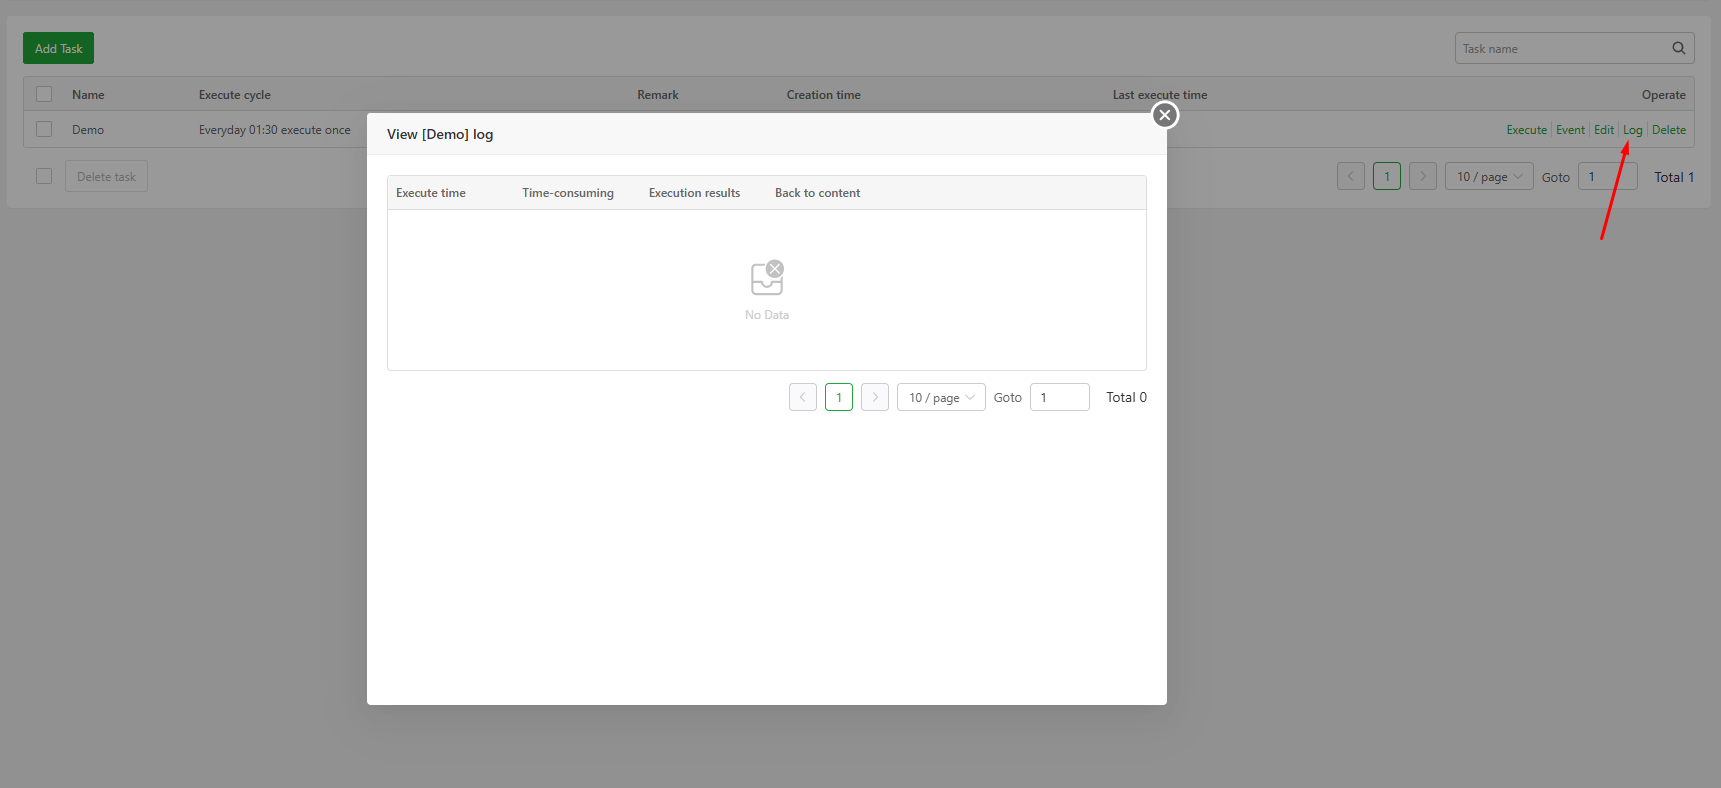 Add Task
Task name
Name Execute cycle Remark Creation time Last execute time Operate
Demo Everyday 01:30 execute once Execute Event Edit Log Delete
Delete task 1 10 / page Goto 1 Total 1
View [Demo] log
Execute time Time-consuming Execution results Back to content
No Data
1 10 / page Goto 1 Total 0